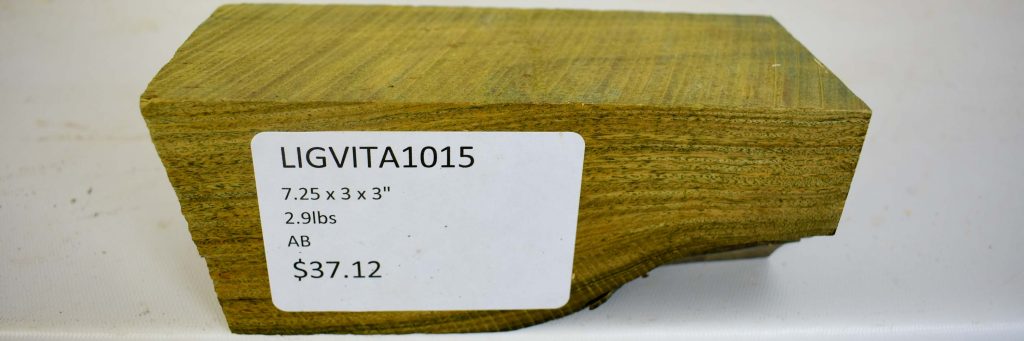 LIGVITA1015
7.25 x 3 x 3"
2.9lbs
AB
$37.12